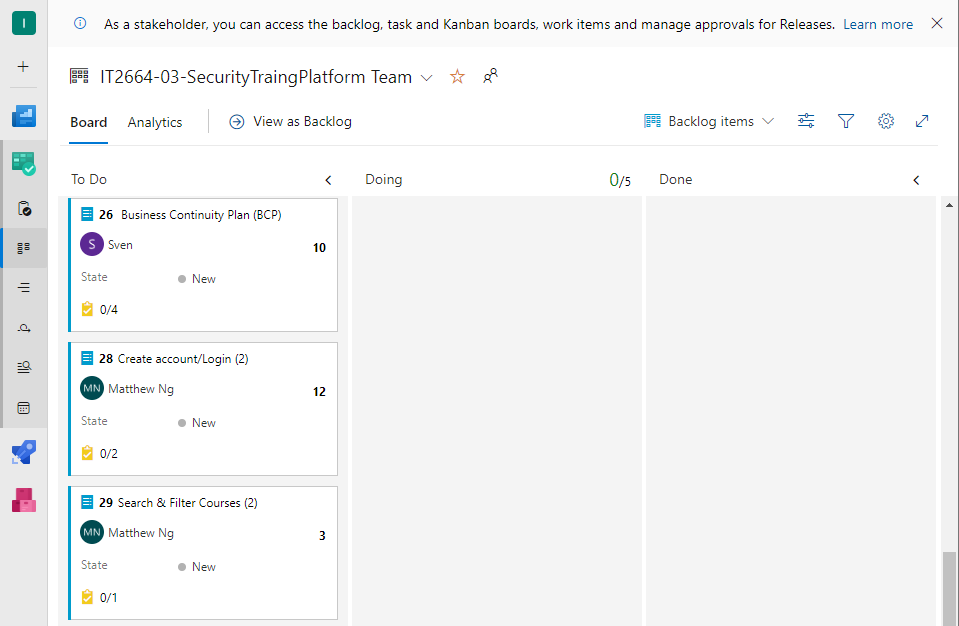 I
As a stakeholder, you can access the backlog, task and Kanban boards, work items and manage approvals for Releases. Learn more
IT2664-03-SecurityTraingPlatform Team
Board Analytics View as Backlog Backlog items
To Do Doing 0/5 Done
26 Business Continuity Plan (BCP)
S Sven 10
State New
0/4
28 Create account/Login (2)
MN Matthew Ng 12
State New
0/2
29 Search & Filter Courses (2)
MN Matthew Ng 3
State New
0/1